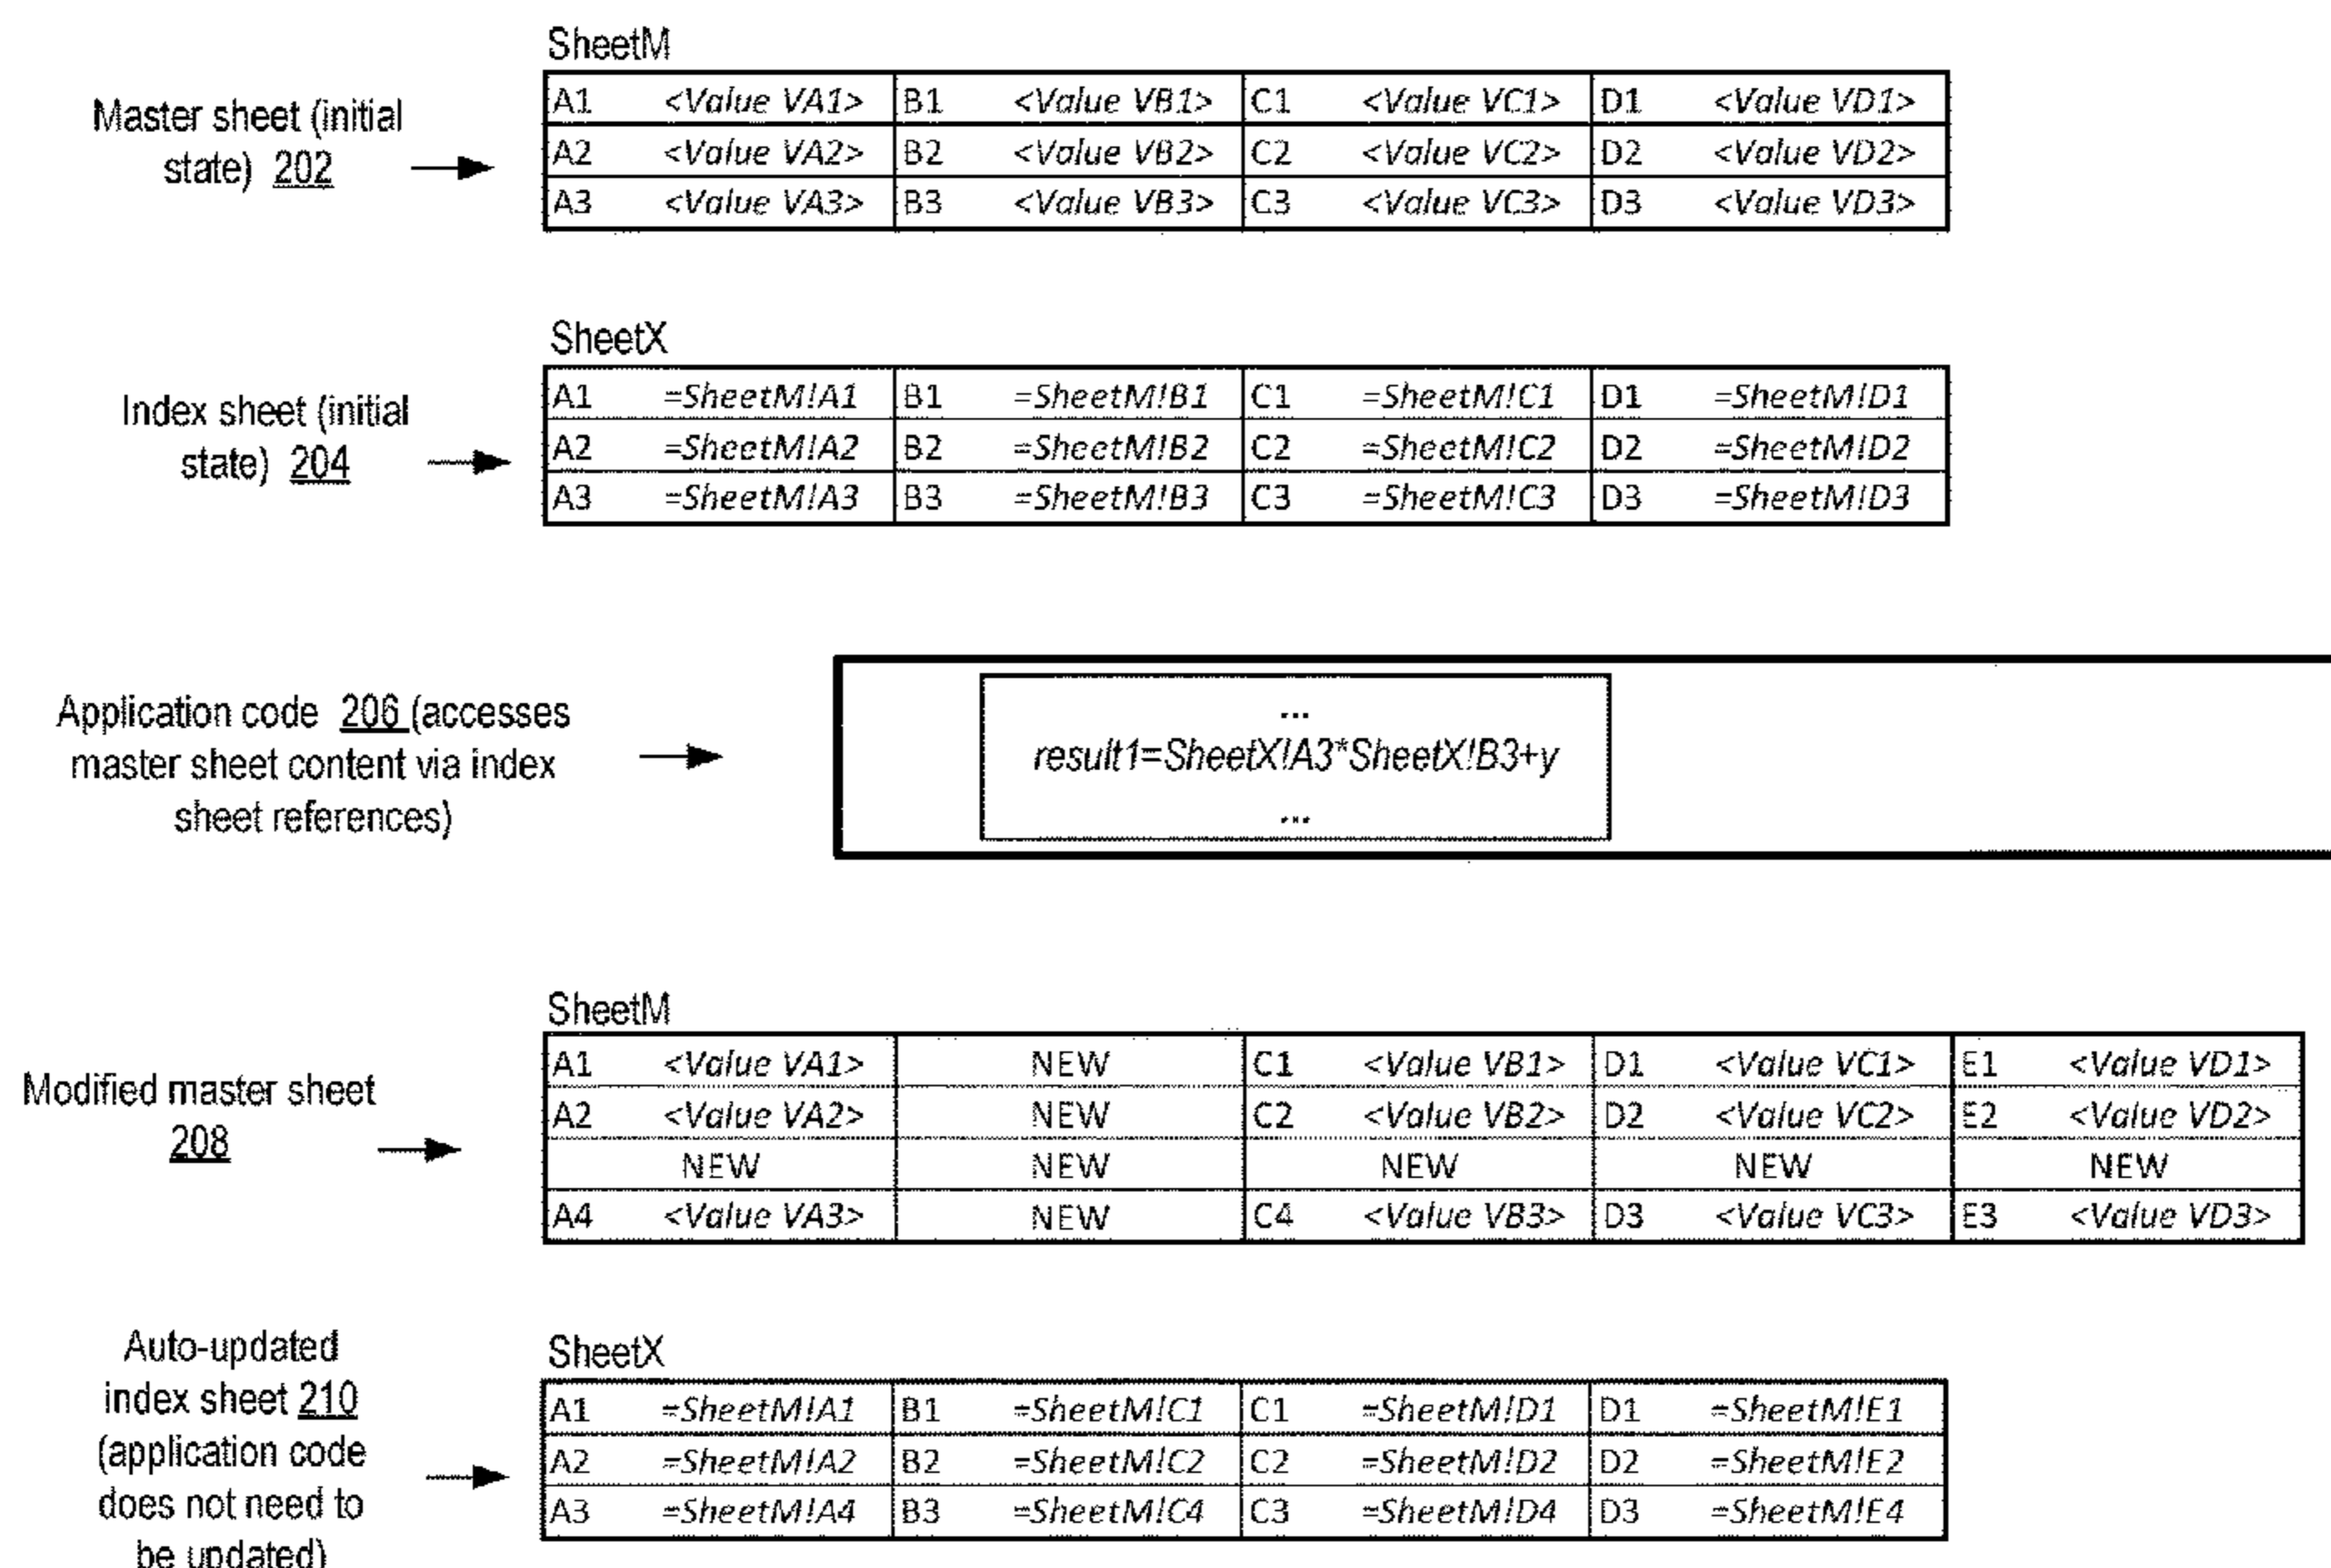 SheetM
Master sheet (initial
state) 202
A1 <Value VA1> B1 <Value VB1> C1 <Value VC1> D1 <Value VD1>
A2 <Value VA2> B2 <Value VB2> C2 <Value VC2> D2 <Value VD2>
A3 <Value VA3> B3 <Value VB3> C3 <Value VC3> D3 <Value VD3>
SheetX
Index sheet (initial
state) 204
A1 =SheetM!A1 B1 =SheetM!B1 C1 =SheetM!C1 D1 =SheetM!D1
A2 =SheetM!A2 B2 =SheetM!B2 C2 =SheetM!C2 D2 =SheetM!D2
A3 =SheetM!A3 B3 =SheetM!B3 C3 =SheetM!C3 D3 =SheetM!D3
Application code 206 (accesses
master sheet content via index
sheet references)
...
result1=SheetX!A3*SheetX!B3+y
...
SheetM
Modified master sheet
208
A1 <Value VA1> NEW C1 <Value VB1> D1 <Value VC1> E1 <Value VD1>
A2 <Value VA2> NEW C2 <Value VB2> D2 <Value VC2> E2 <Value VD2>
NEW NEW NEW NEW NEW
A4 <Value VA3> NEW C4 <Value VB3> D3 <Value VC3> E3 <Value VD3>
Auto-updated
index sheet 210
(application code
does not need to
be updated)
SheetX
A1 =SheetM!A1 B1 =SheetM!C1 C1 =SheetM!D1 D1 =SheetM!E1
A2 =SheetM!A2 B2 =SheetM!C2 C2 =SheetM!D2 D2 =SheetM!E2
A3 =SheetM!A4 B3 =SheetM!C4 C3 =SheetM!D4 D3 =SheetM!E4